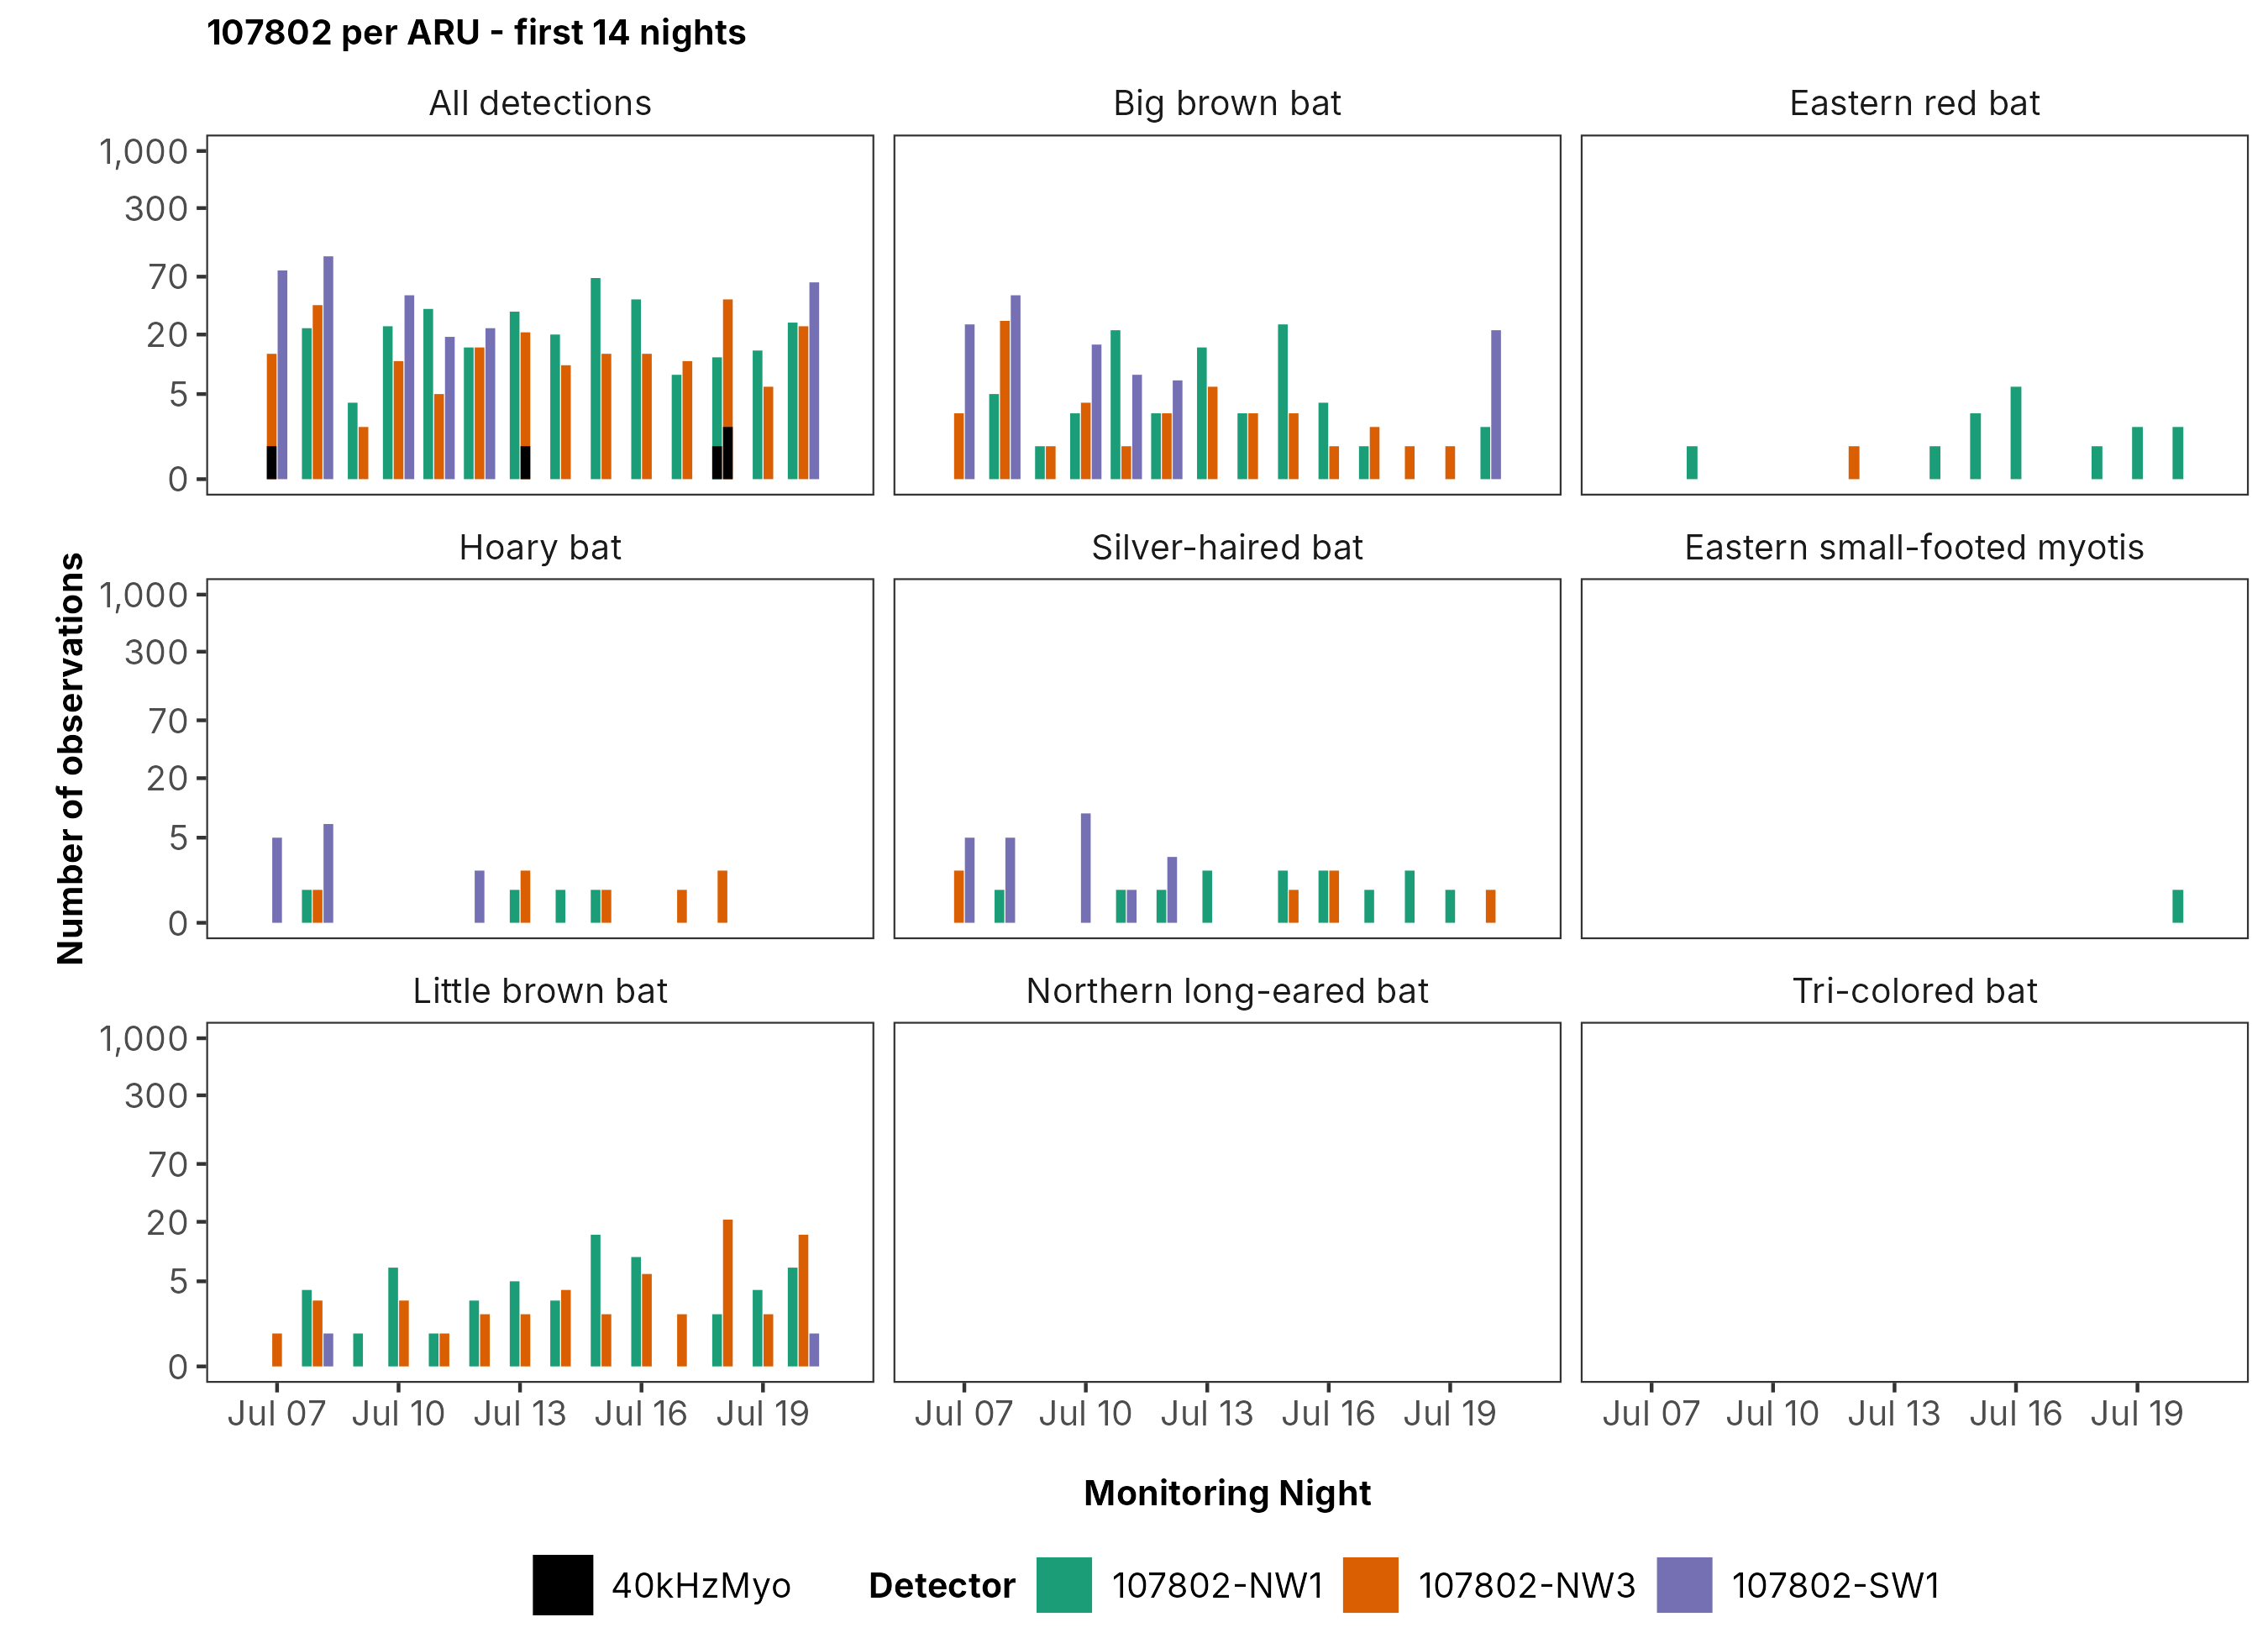 107802 per ARU - first 14 nights
All detections
Big brown bat
Eastern red bat
1,000
300
70
20
5
0
Hoary bat
Silver-haired bat
Eastern small-footed myotis
1,000
300
70
20
5
0
Number of observations
Little brown bat
Northern long-eared bat
Tri-colored bat
1,000
300
70
20
5
0
Jul 07 Jul 10 Jul 13 Jul 16 Jul 19
Jul 07 Jul 10 Jul 13 Jul 16 Jul 19
Jul 07 Jul 10 Jul 13 Jul 16 Jul 19
Monitoring Night
40kHzMyo Detector 107802-NW1 107802-NW3 107802-SW1